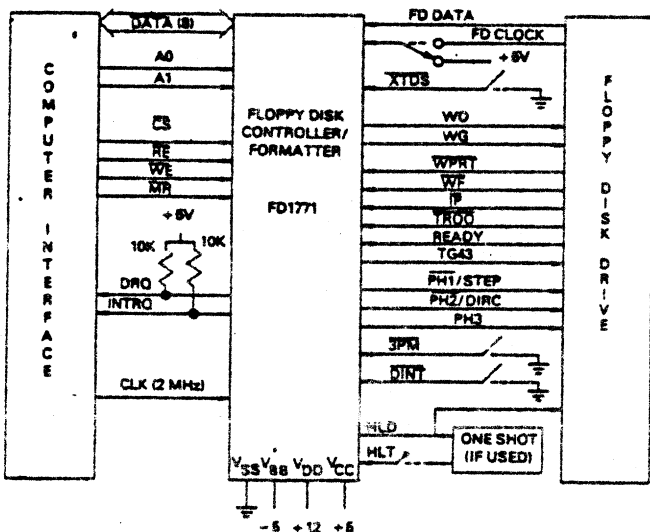 DATA (8)
A0
A1
CS
RE
WE
MR
+5V
10K
10K
DRQ
INTRQ
CLK (2 MHz)
COMPUTER INTERFACE
FLOPPY DISK
CONTROLLER/
FORMATTER
FD1771
VSS VBB VDD VCC
-5 +12 +5
FD DATA
FD CLOCK
+5V
XTDS
WD
WG
WPRT
WF
IP
TROO
READY
TG43
PH1/STEP
PH2/DIRC
PH3
3PM
DINT
HLD
HLT
ONE SHOT
(IF USED)
FLOPPY DISK DRIVE